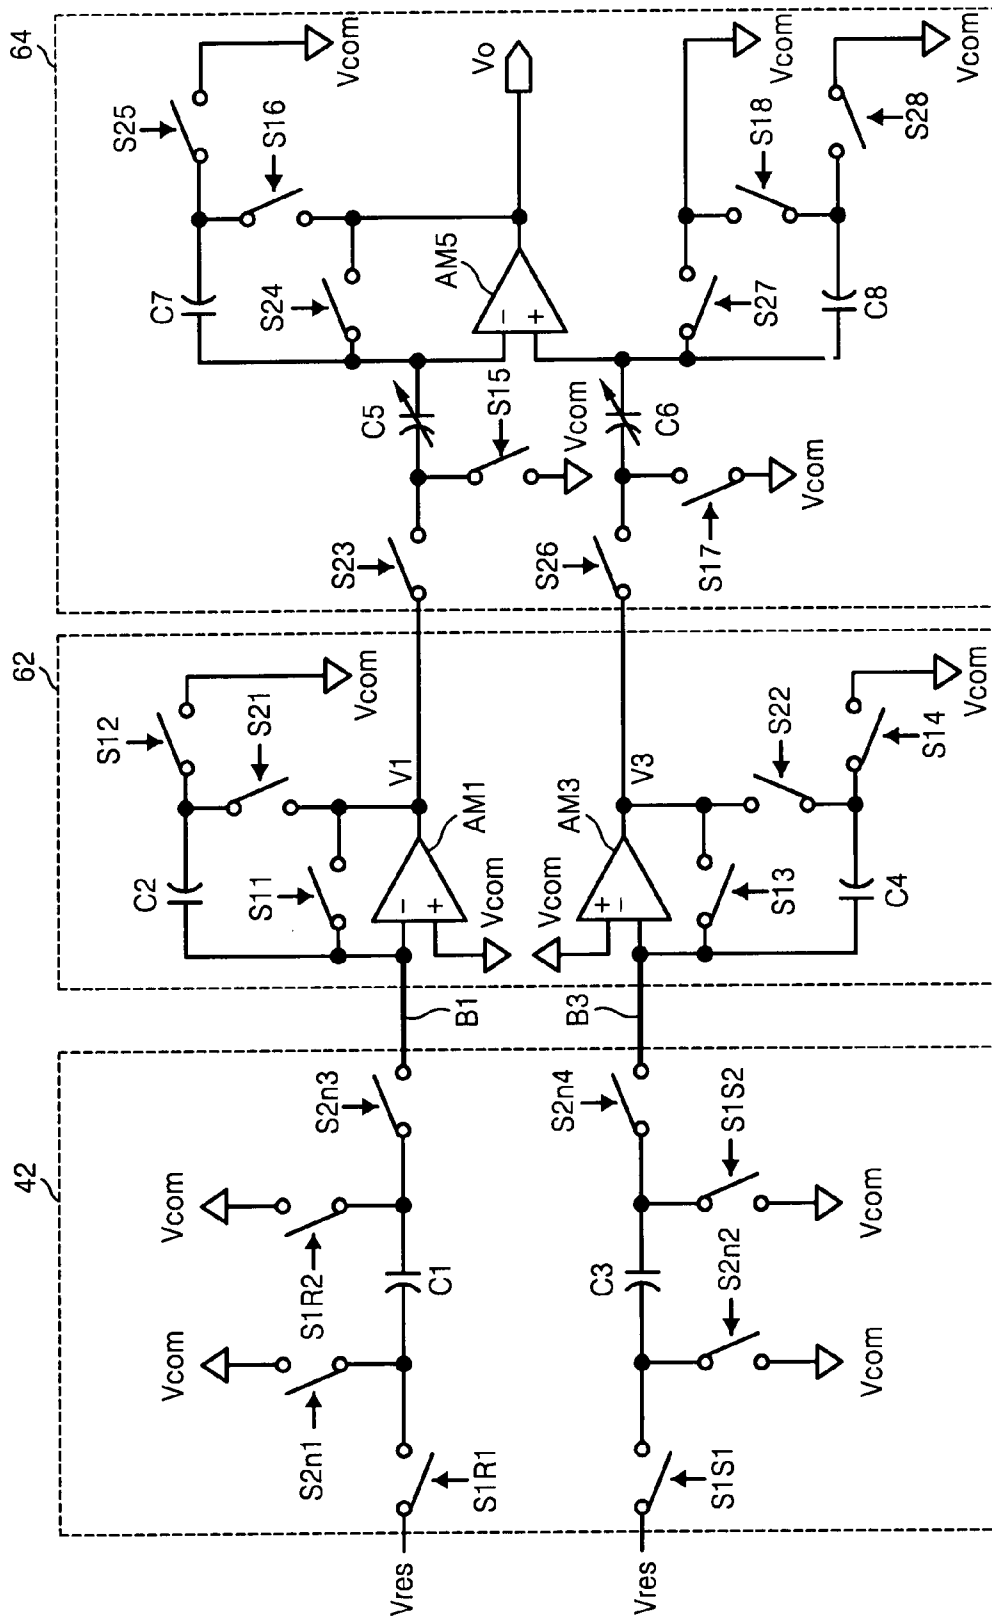 42
62
64
Vres
S1R1
S2n1
Vcom
S1R2
Vcom
C1
S2n3
B1
Vres
S1S1
S2n2
Vcom
C3
S1S2
Vcom
S2n4
B3
C2
S12
Vcom
S21
S11
AM1
Vcom
V1
Vcom
AM3
V3
S13
S22
C4
S14
Vcom
S23
C5
S15
Vcom
C7
S25
Vcom
S16
S24
AM5
Vo
S26
C6
S17
Vcom
S27
Vcom
S18
C8
S28
Vcom